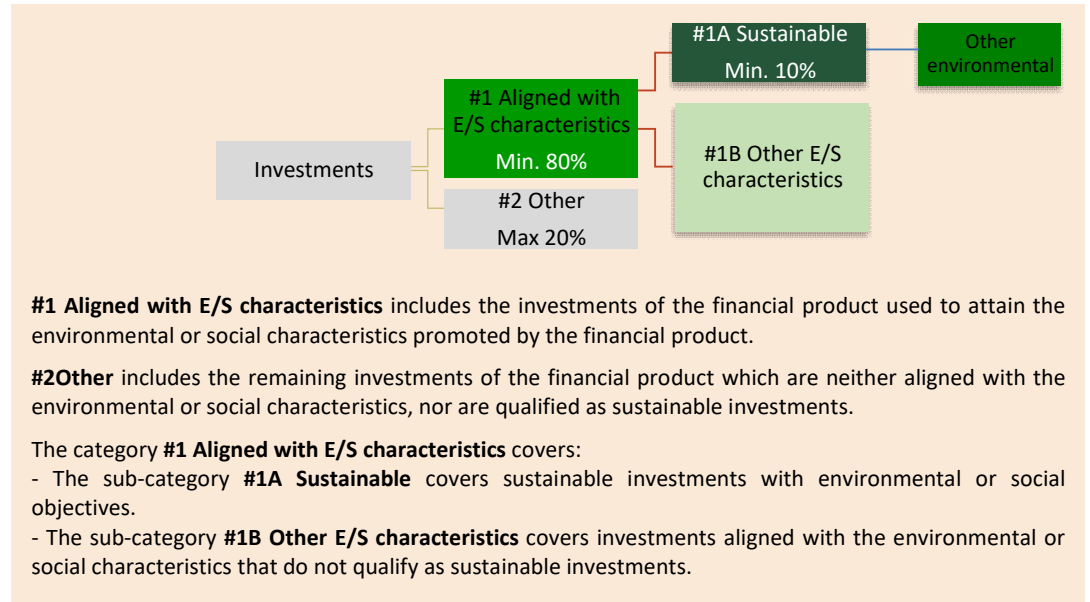 #1A Sustainable
Min. 10%
Other
environmental
#1 Aligned with
E/S characteristics
Min. 80%
#1B Other E/S
characteristics
Investments
#2 Other
Max 20%
#1 Aligned with E/S characteristics includes the investments of the financial product used to attain the
environmental or social characteristics promoted by the financial product.
#2Other includes the remaining investments of the financial product which are neither aligned with the
environmental or social characteristics, nor are qualified as sustainable investments.
The category #1 Aligned with E/S characteristics covers:
- The sub-category #1A Sustainable covers sustainable investments with environmental or social
objectives.
- The sub-category #1B Other E/S characteristics covers investments aligned with the environmental or
social characteristics that do not qualify as sustainable investments.